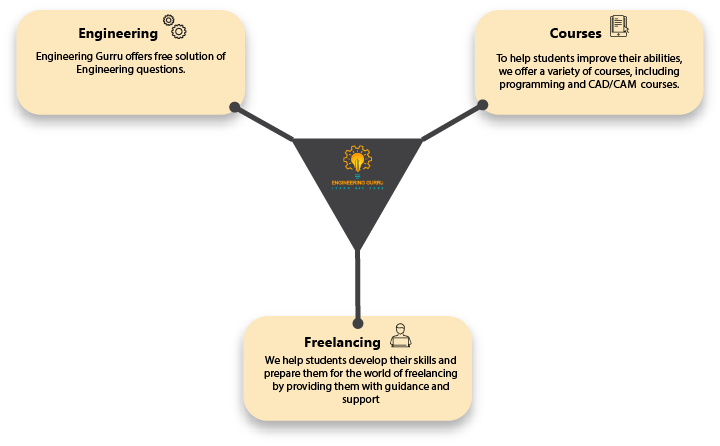 Engineering
Engineering Gurru offers free solution of
Engineering questions.
Courses
To help students improve their abilities,
we offer a variety of courses, including
programming and CAD/CAM courses.
ENGINEERING GURRU
Freelancing
We help students develop their skills and
prepare them for the world of freelancing
by providing them with guidance and
support